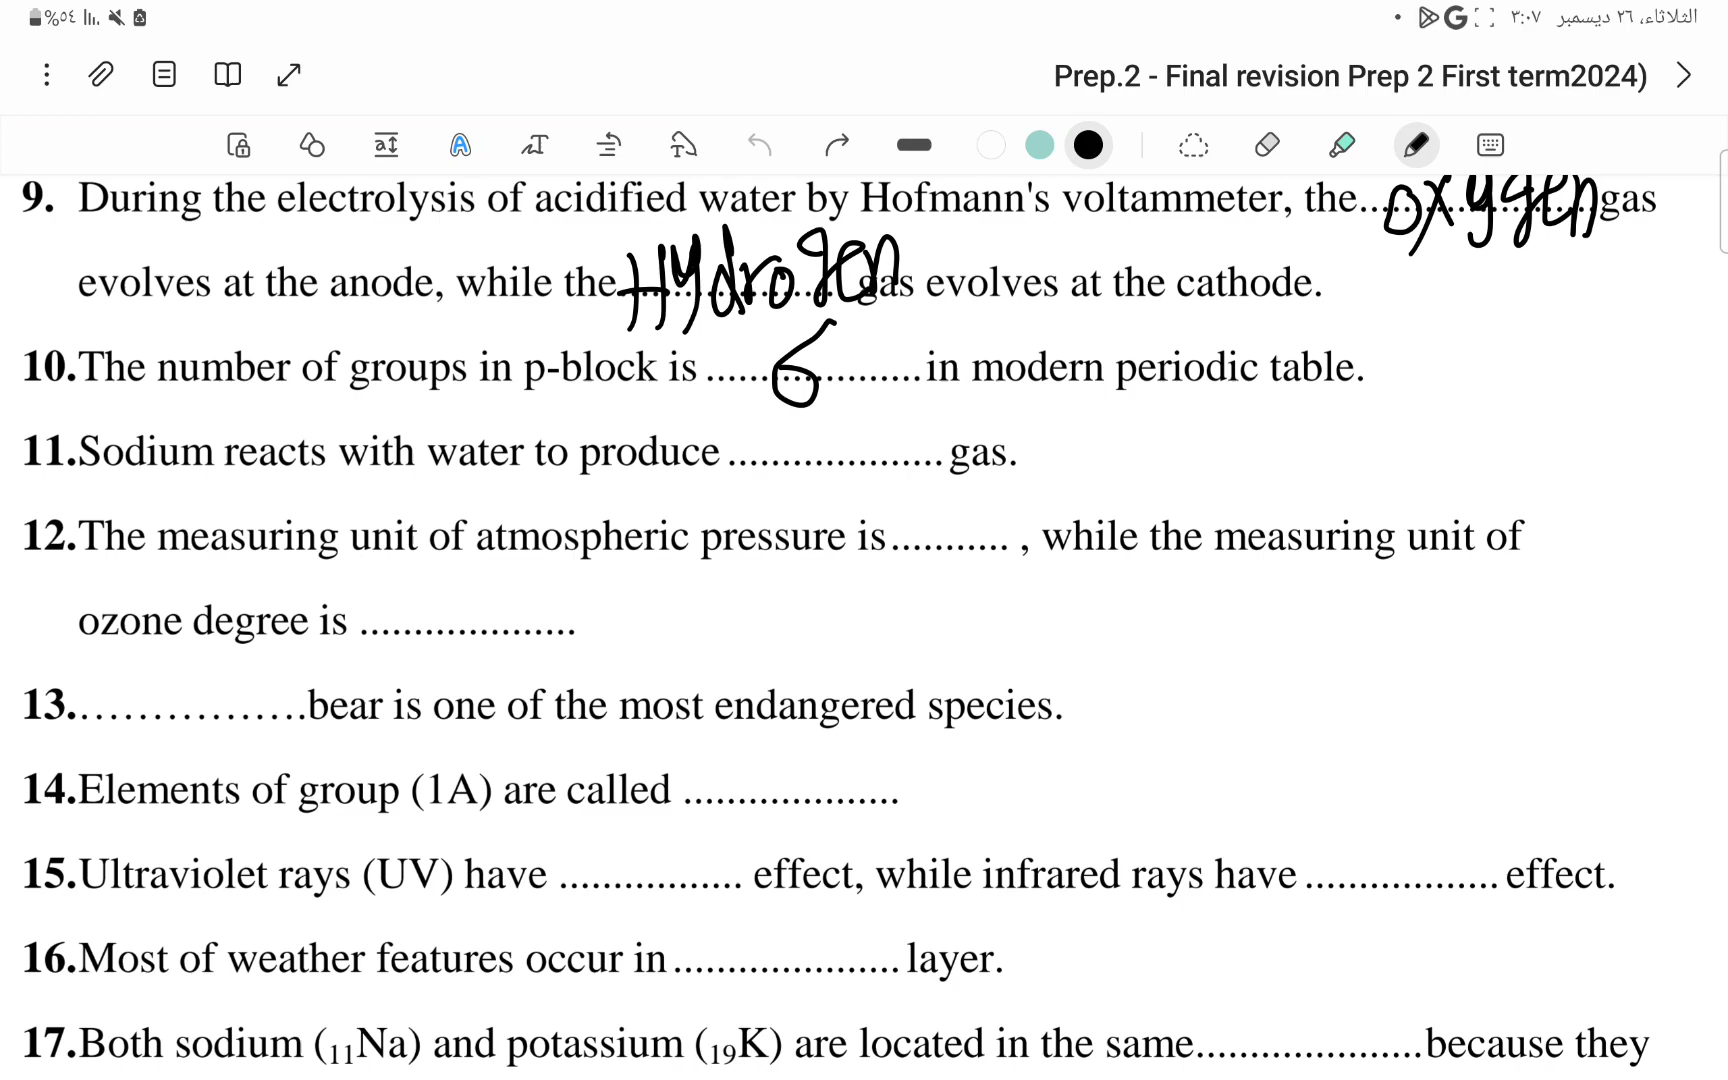 %٥٤ الثلاثاء، ٢٦ ديسمبر ٣:٠٧
Prep.2 - Final revision Prep 2 First term2024)
9. During the electrolysis of acidified water by Hofmann's voltammeter, the....oxygen....gas
evolves at the anode, while the....Hydrogen....gas evolves at the cathode.
10.The number of groups in p-block is ......6.........in modern periodic table.
11.Sodium reacts with water to produce .................... gas.
12.The measuring unit of atmospheric pressure is........... , while the measuring unit of
ozone degree is ....................
13.................bear is one of the most endangered species.
14.Elements of group (1A) are called ....................
15.Ultraviolet rays (UV) have ................. effect, while infrared rays have .................. effect.
16.Most of weather features occur in ..................... layer.
17.Both sodium (₁₁Na) and potassium (₁₉K) are located in the same.....................because they